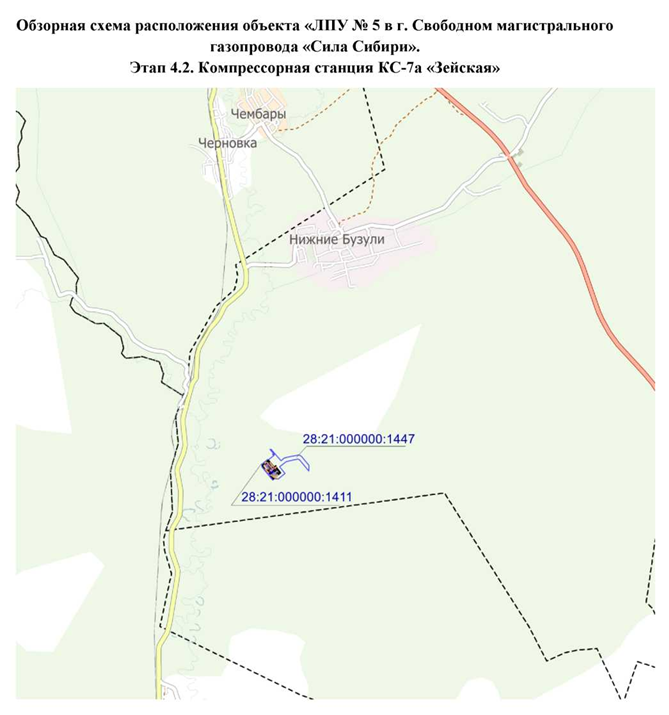 Обзорная схема расположения объекта «ЛПУ № 5 в г. Свободном магистрального
газопровода «Сила Сибири».
Этап 4.2. Компрессорная станция КС-7а «Зейская»
Чембары
Черновка
Нижние Бузули
28:21:000000:1447
28:21:000000:1411